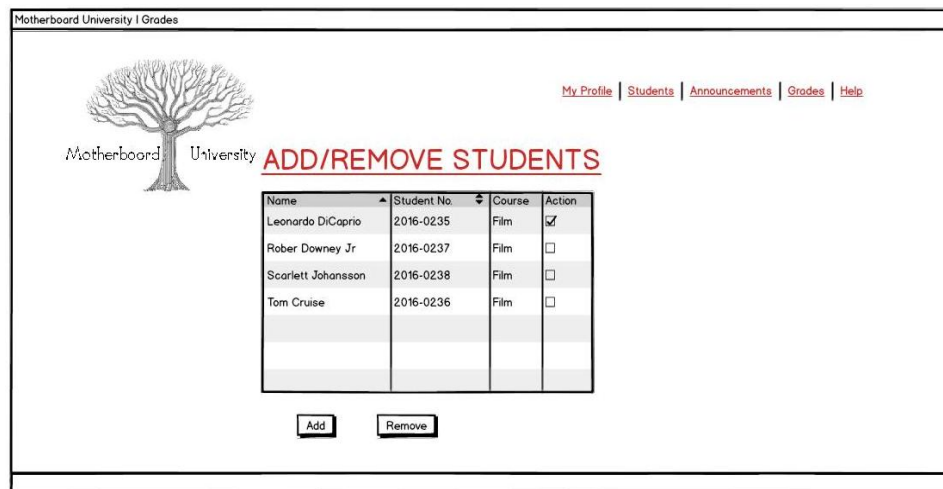 Motherboard University | Grades
My Profile | Students | Announcements | Grades | Help
Motherboard University
ADD/REMOVE STUDENTS
Name Student No. Course Action
Leonardo DiCaprio 2016-0235 Film
Rober Downey Jr 2016-0237 Film
Scarlett Johansson 2016-0238 Film
Tom Cruise 2016-0236 Film
Add Remove